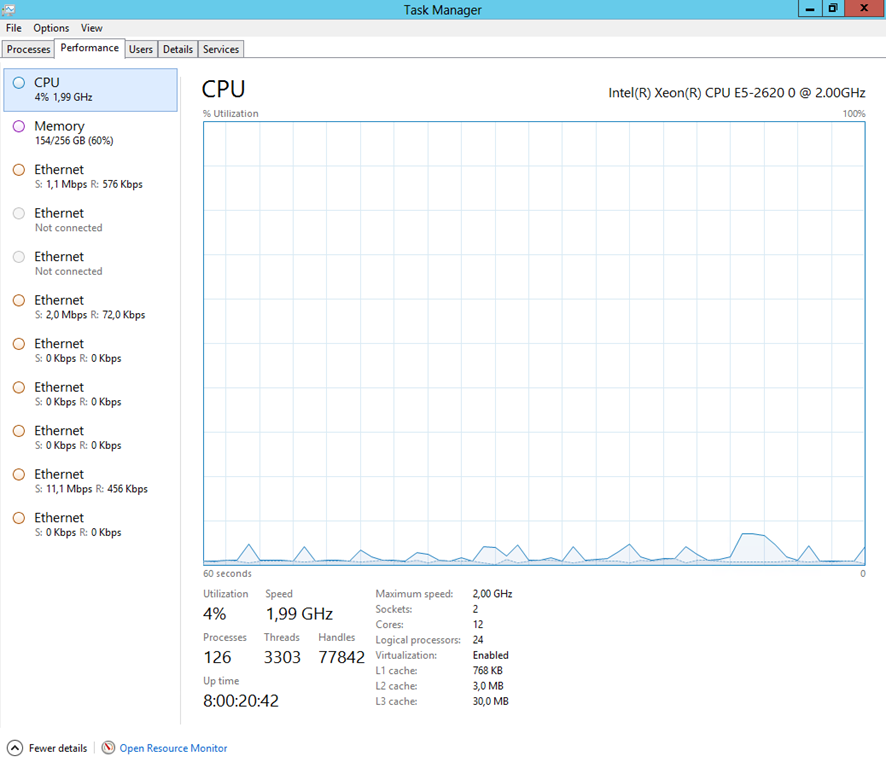 Task Manager
File Options View
Processes Performance Users Details Services
CPU
4% 1,99 GHz
Memory
154/256 GB (60%)
Ethernet
S: 1,1 Mbps R: 576 Kbps
Ethernet
Not connected
Ethernet
Not connected
Ethernet
S: 2,0 Mbps R: 72,0 Kbps
Ethernet
S: 0 Kbps R: 0 Kbps
Ethernet
S: 0 Kbps R: 0 Kbps
Ethernet
S: 0 Kbps R: 0 Kbps
Ethernet
S: 11,1 Mbps R: 456 Kbps
Ethernet
S: 0 Kbps R: 0 Kbps
CPU Intel(R) Xeon(R) CPU E5-2620 0 @ 2.00GHz
% Utilization 100%
60 seconds 0
Utilization Speed
4% 1,99 GHz
Processes Threads Handles
126 3303 77842
Up time
8:00:20:42
Maximum speed: 2,00 GHz
Sockets: 2
Cores: 12
Logical processors: 24
Virtualization: Enabled
L1 cache: 768 KB
L2 cache: 3,0 MB
L3 cache: 30,0 MB
Fewer details Open Resource Monitor